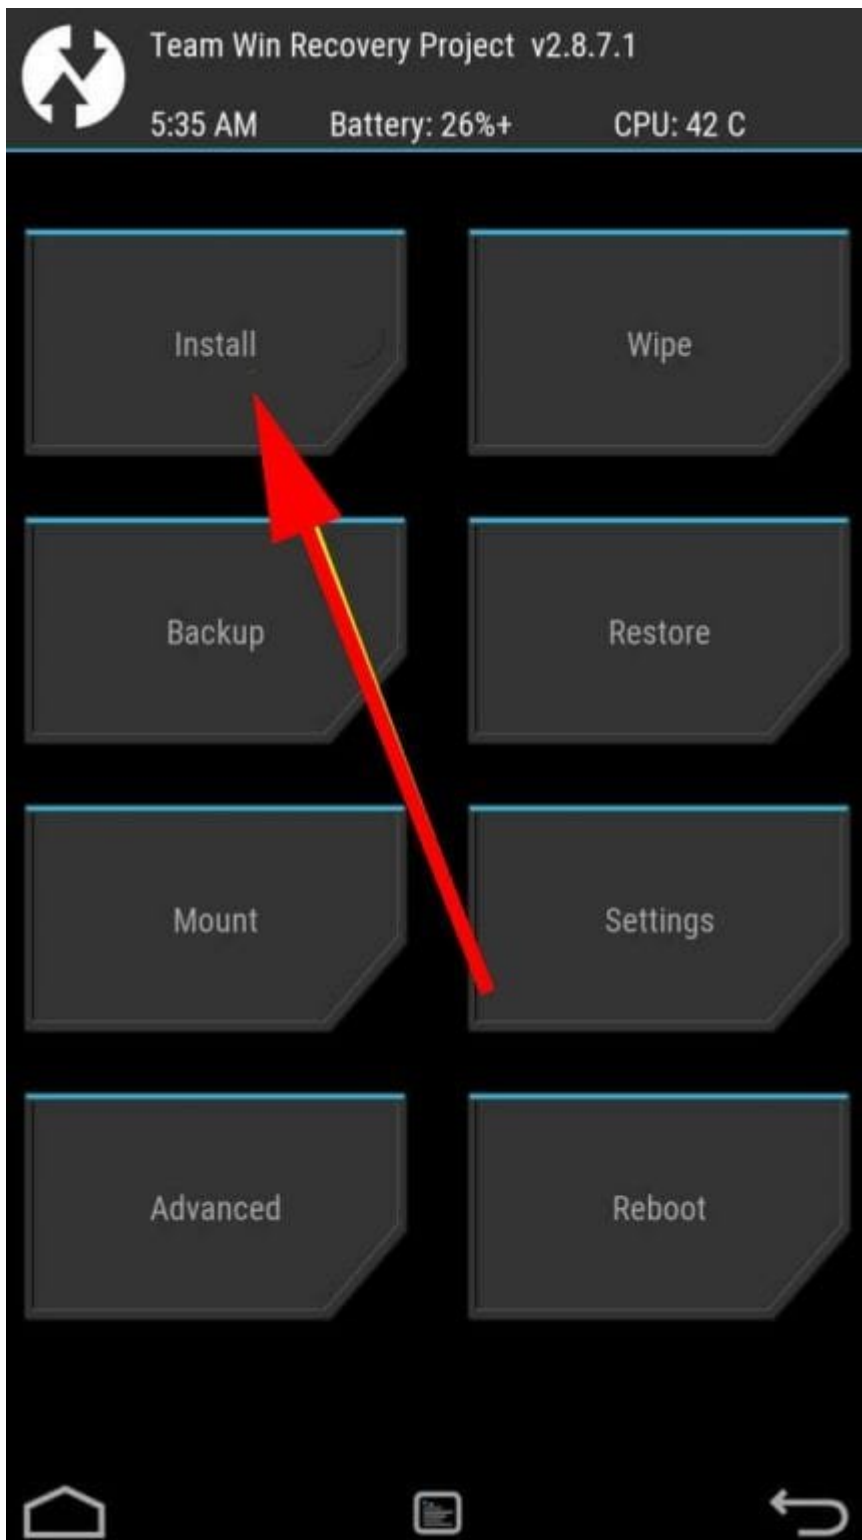 Team Win Recovery Project v2.8.7.1
5:35 AM Battery: 26%+ CPU: 42 C
Install Wipe
Backup Restore
Mount Settings
Advanced Reboot